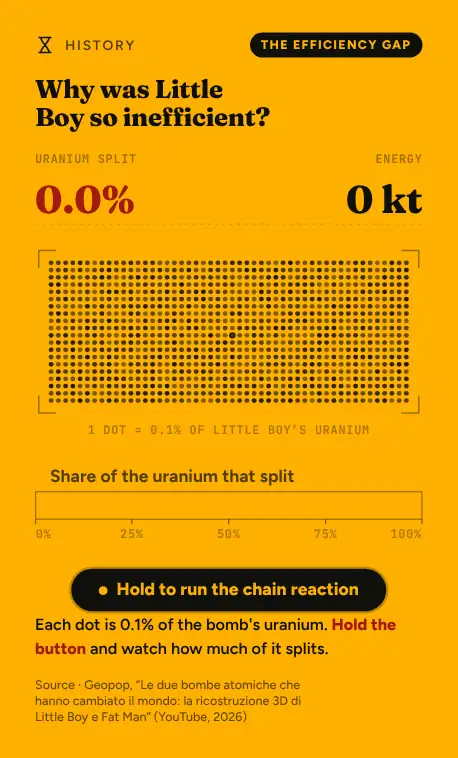 HISTORY
THE EFFICIENCY GAP
Why was Little
Boy so inefficient?
URANIUM SPLIT
ENERGY
0.0%
0 kt
1 DOT = 0.1% OF LITTLE BOY'S URANIUM
Share of the uranium that split
0% 25% 50% 75% 100%
Hold to run the chain reaction
Each dot is 0.1% of the bomb's uranium. Hold the
button and watch how much of it splits.
Source · Geopop, “Le due bombe atomiche che
hanno cambiato il mondo: la ricostruzione 3D di
Little Boy e Fat Man” (YouTube, 2026)